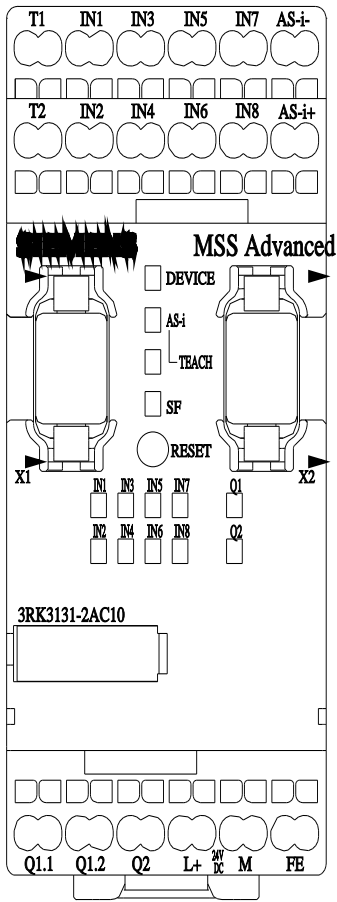 T1 IN1 IN3 IN5 IN7 AS-i-
T2 IN2 IN4 IN6 IN8 AS-i+
MSS Advanced
DEVICE
AS-i
TEACH
SF
RESET
X1 X2
IN1 IN3 IN5 IN7 Q1
IN2 IN4 IN6 IN8 Q2
3RK3131-2AC10
Q1.1 Q1.2 Q2 L+ 24V DC M FE